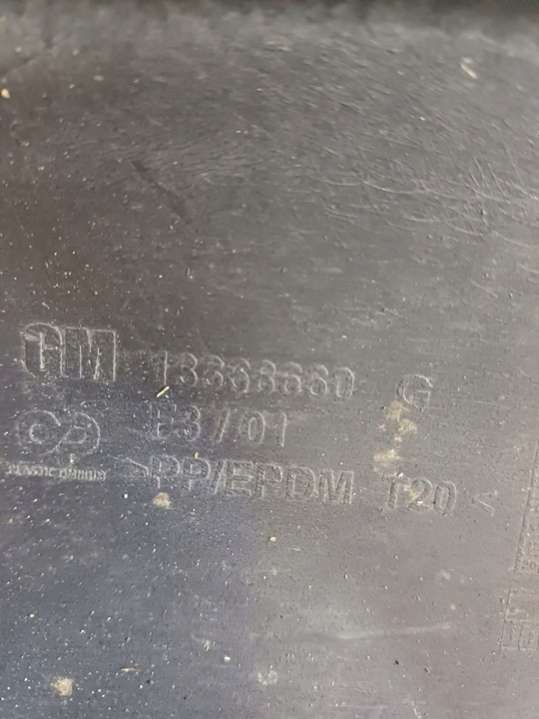 GM 13368660 G
E3//01
PLASTIC OMNIUM
>PP/EPDM T20<